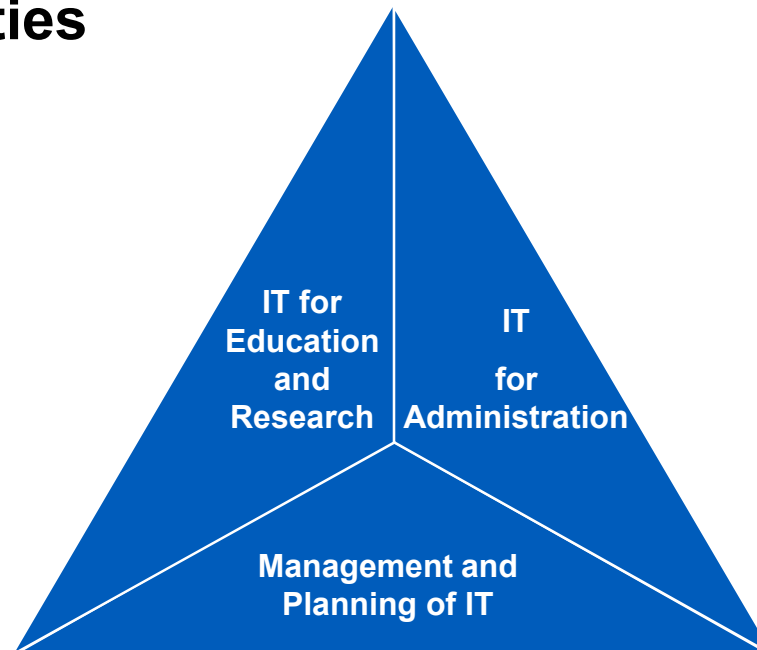 ties
IT for
Education
and
Research
IT
for
Administration
Management and
Planning of IT